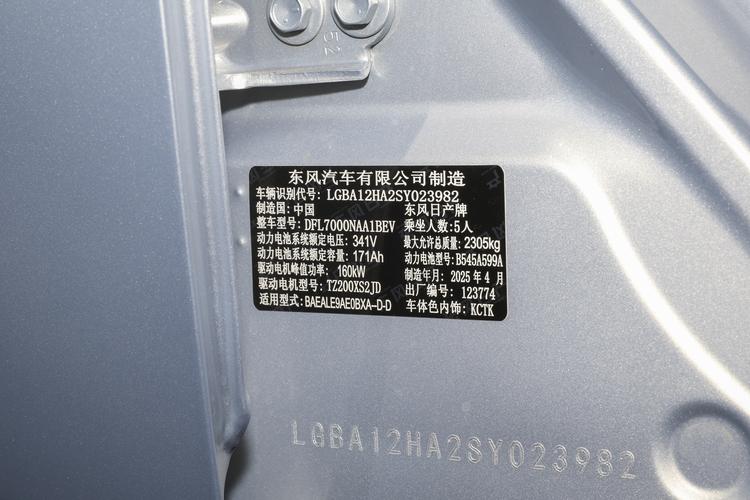 52
东风汽车有限公司制造
车辆识别代号: LGBA12HA2SY023982
制造国: 中国 东风日产牌
整车型号: DFL7000NAA1BEV 乘坐人数: 5人
动力电池系统额定电压: 341V 最大允许总质量: 2305kg
动力电池系统额定容量: 171Ah 动力电池型号: B545A599A
驱动电机峰值功率: 160kW 制造年月: 2025 年 4 月
驱动电机型号: TZ200XS2JD 出厂编号: 123774
适用型式: BAEALE9AE0BXA-D-D 车体色内饰: KCTK
LGBA12HA2SY023982